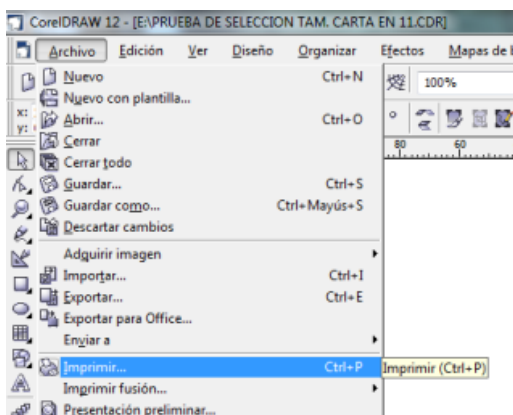 CorelDRAW 12 - [E:\PRUEBA DE SELECCION TAM. CARTA EN 11.CDR]
Archivo Edición Ver Diseño Organizar Efectos Mapas de
Nuevo Ctrl+N
100%
Nuevo con plantilla...
x:
y:
Abrir... Ctrl+O
Cerrar
80 60
Cerrar todo
Guardar... Ctrl+S
Guardar como... Ctrl+Mayús+S
Descartar cambios
Adquirir imagen
Importar... Ctrl+I
Exportar... Ctrl+E
Exportar para Office...
Enviar a
Imprimir... Ctrl+P Imprimir (Ctrl+P)
Imprimir fusión...
Presentación preliminar...